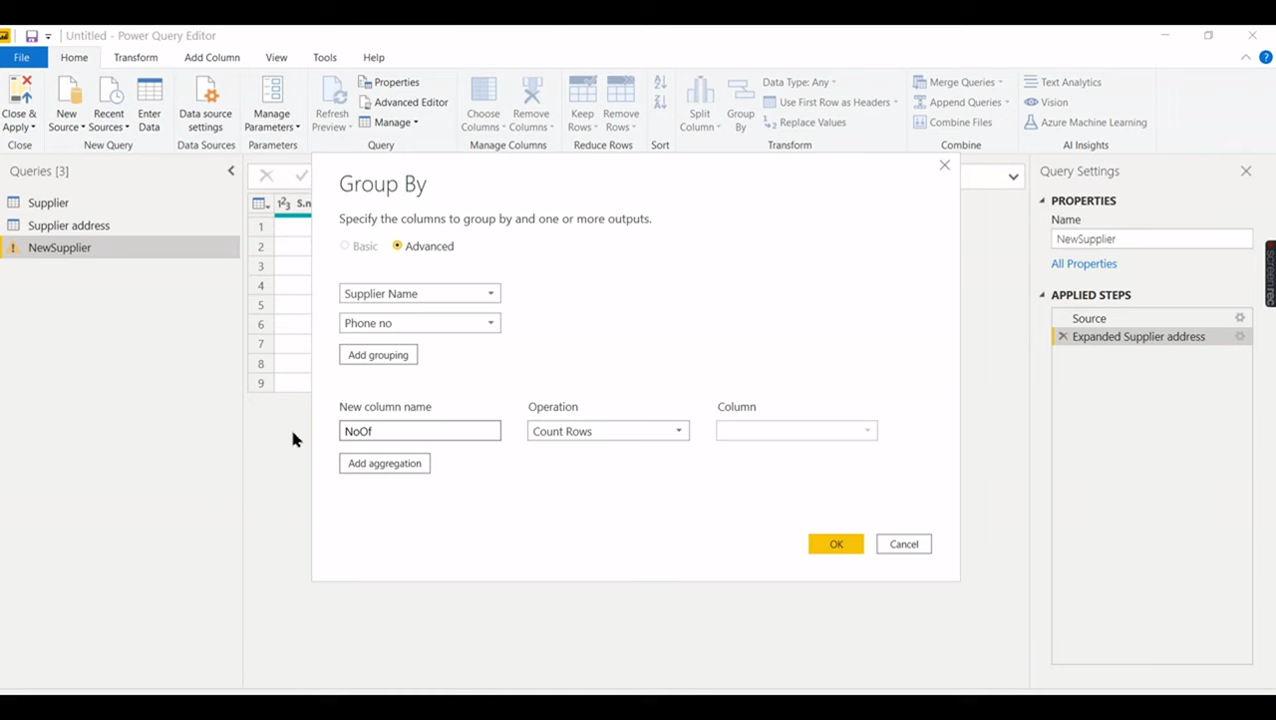 Untitled - Power Query Editor
File Home Transform Add Column View Tools Help
Close & Apply
New Source
Recent Sources
Enter Data
Data source settings
Manage Parameters
Refresh Preview
Properties
Advanced Editor
Manage
Choose Columns
Remove Columns
Keep Rows
Remove Rows
Split Column
Group By
Data Type: Any
Use First Row as Headers
Replace Values
Merge Queries
Append Queries
Combine Files
Text Analytics
Vision
Azure Machine Learning
Close New Query Data Sources Parameters Query Manage Columns Reduce Rows Sort Transform Combine AI Insights
Queries [3]
Supplier
Supplier address
NewSupplier
1 2 3 S.n
1
2
3
4
5
6
7
8
9
Group By
Specify the columns to group by and one or more outputs.
Basic Advanced
Supplier Name
Phone no
Add grouping
New column name Operation Column
NoOf Count Rows
Add aggregation
OK Cancel
Query Settings
PROPERTIES
Name
NewSupplier
All Properties
APPLIED STEPS
Source
Expanded Supplier address
screenrec